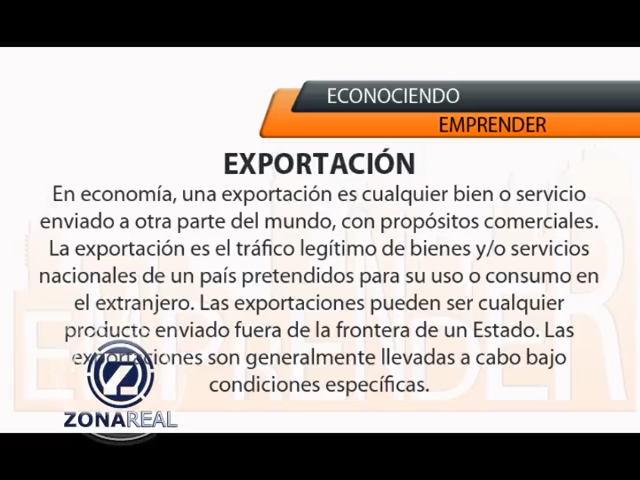 ECONOCIENDO
EMPRENDER
EXPORTACIÓN
En economía, una exportación es cualquier bien o servicio
enviado a otra parte del mundo, con propósitos comerciales.
La exportación es el tráfico legítimo de bienes y/o servicios
nacionales de un país pretendidos para su uso o consumo en
el extranjero. Las exportaciones pueden ser cualquier
producto enviado fuera de la frontera de un Estado. Las
exportaciones son generalmente llevadas a cabo bajo
condiciones específicas.
EMPRENDER
ZONAREAL